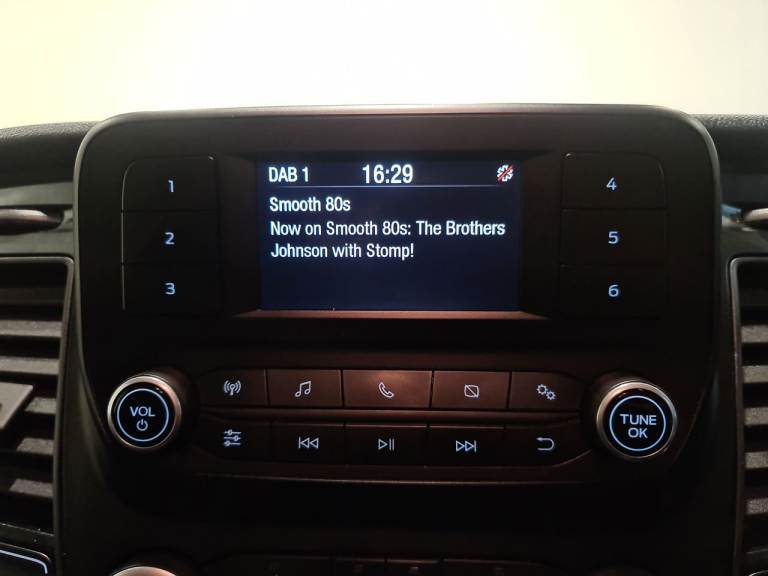 DAB 1 16:29
Smooth 80s
Now on Smooth 80s: The Brothers
Johnson with Stomp!
1
2
3
4
5
6
VOL
TUNE
OK